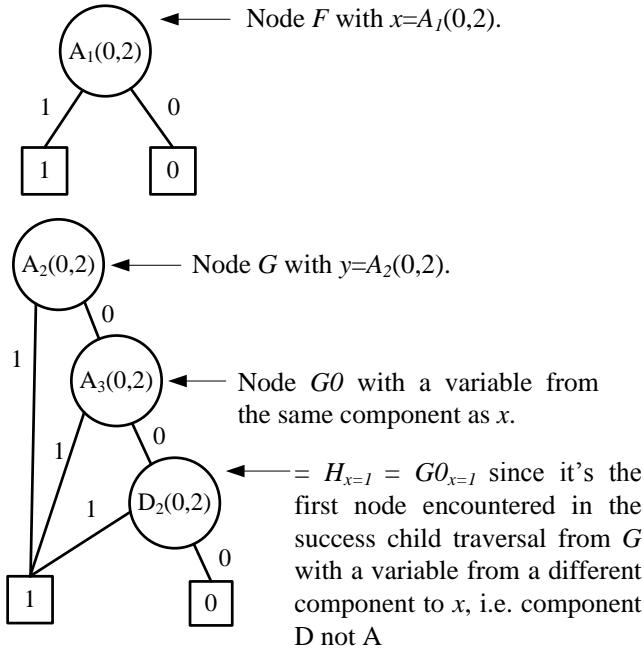 Node F with x=A₁(0,2).
A₁(0,2)
1
0
1
0
A₂(0,2)
Node G with y=A₂(0,2).
0
1
A₃(0,2)
Node G0 with a variable from
the same component as x.
1
0
D₂(0,2)
= Hₓ₌₁ = G0ₓ₌₁ since it's the
first node encountered in the
success child traversal from G
with a variable from a different
component to x, i.e. component
D not A
1
0
1
0